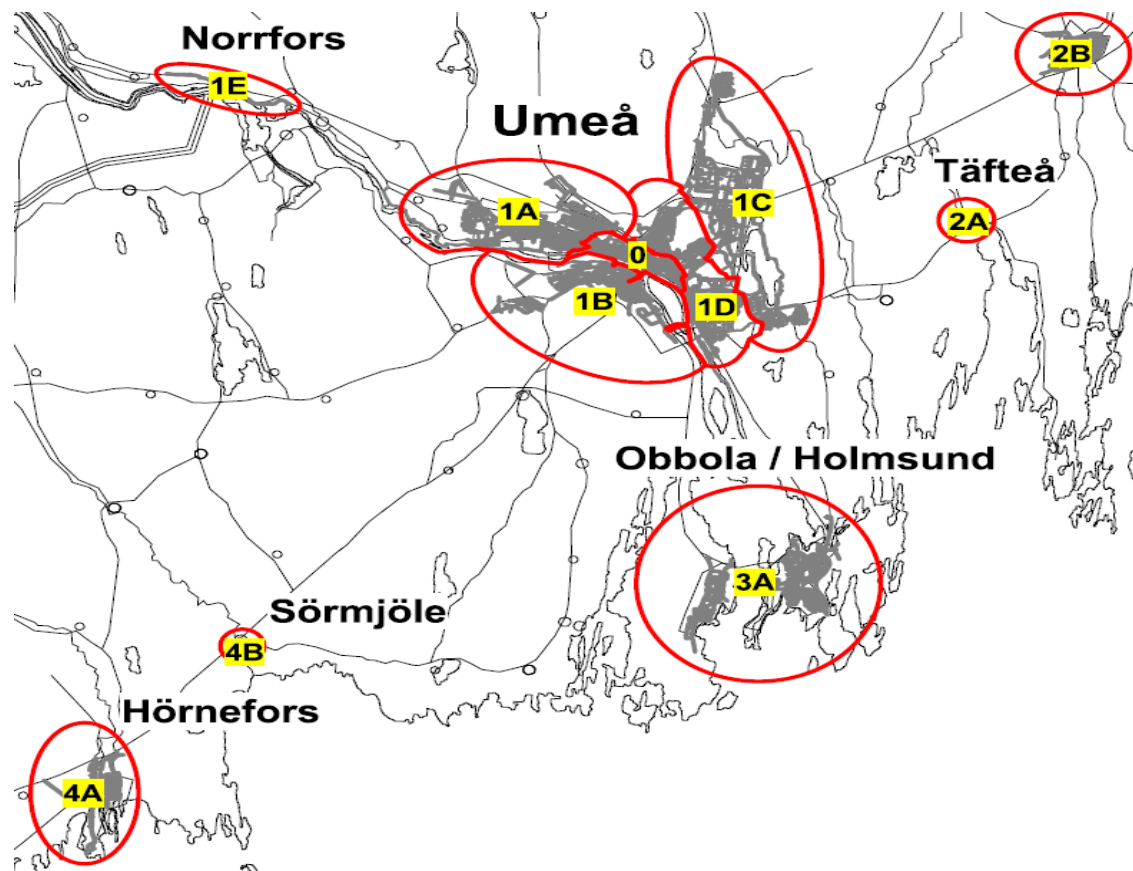 Norrfors
2B
1E
Umeå
Täfteå
1A
1C
2A
0
1B
1D
Obbola / Holmsund
3A
Sörmjöle
4B
Hörnefors
4A